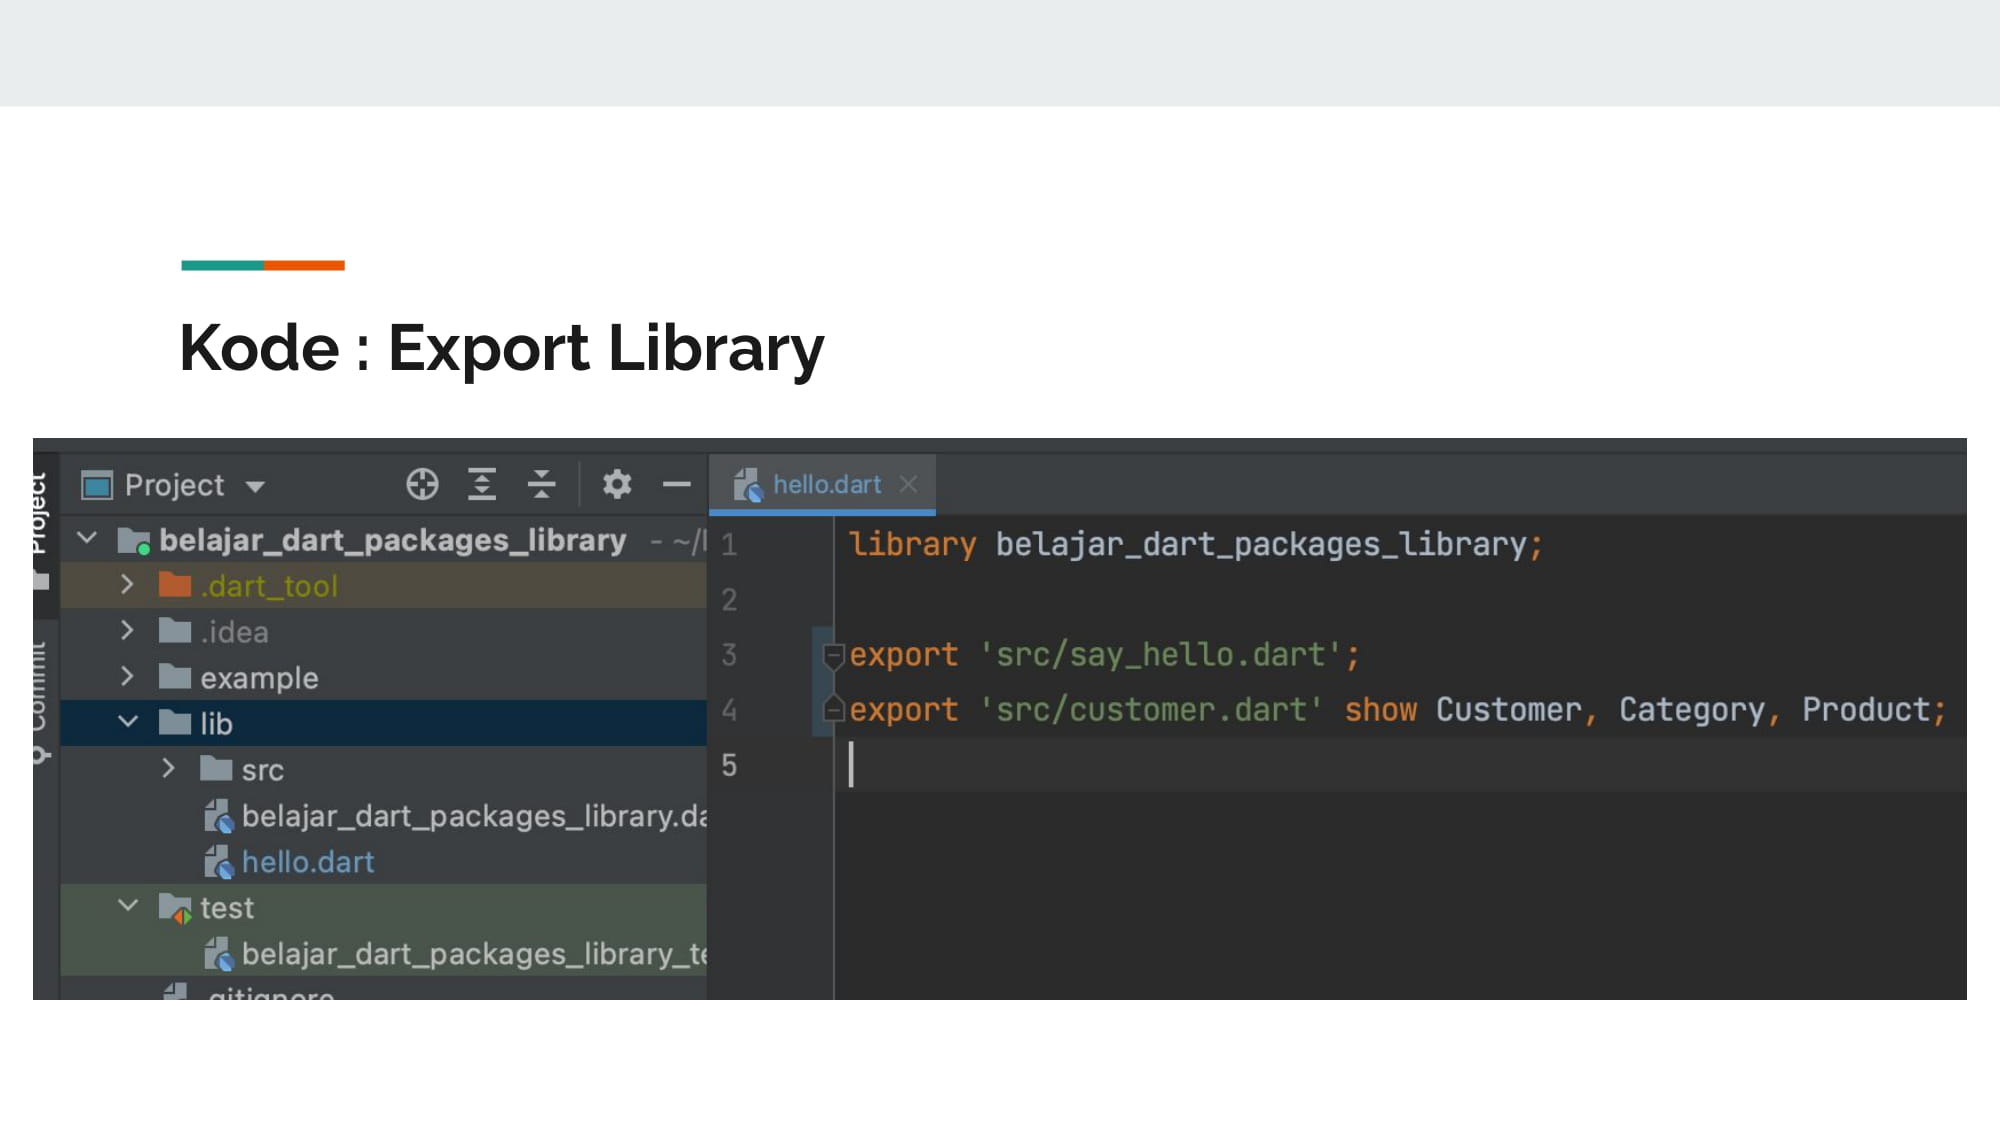 Kode : Export Library
Project
Project
Commit
belajar_dart_packages_library - ~/
.dart_tool
.idea
example
lib
src
belajar_dart_packages_library.da
hello.dart
test
belajar_dart_packages_library_te
.gitignore
hello.dart
1 library belajar_dart_packages_library;
2
3 export 'src/say_hello.dart';
4 export 'src/customer.dart' show Customer, Category, Product;
5